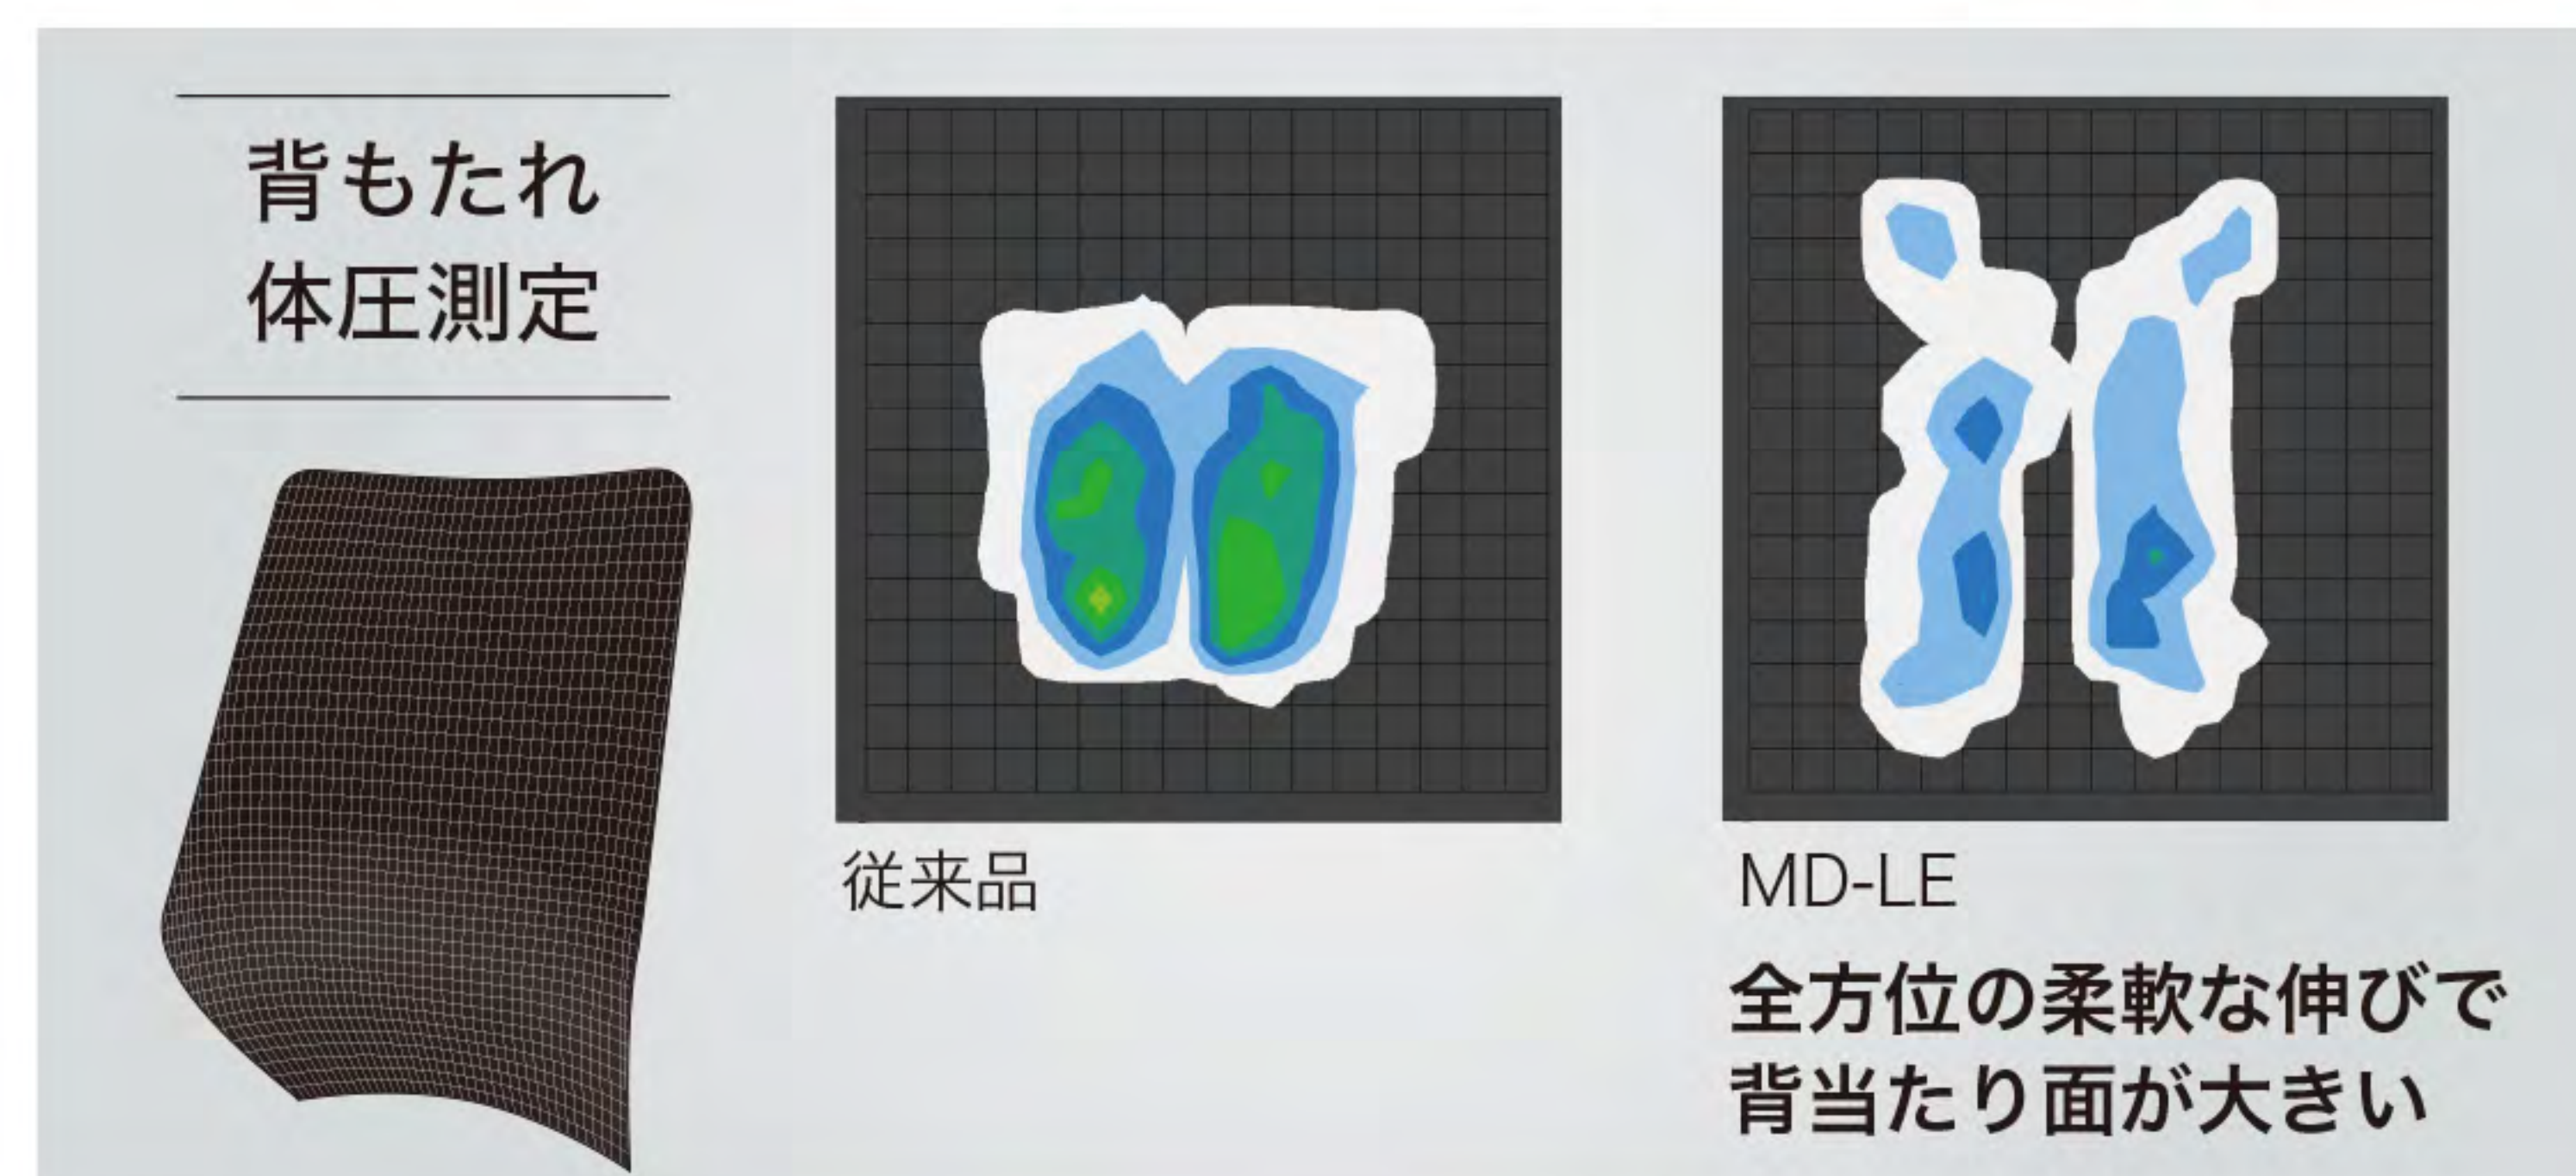 背もたれ
体圧測定
従来品
MD-LE
全方位の柔軟な伸びで
背当たり面が大きい